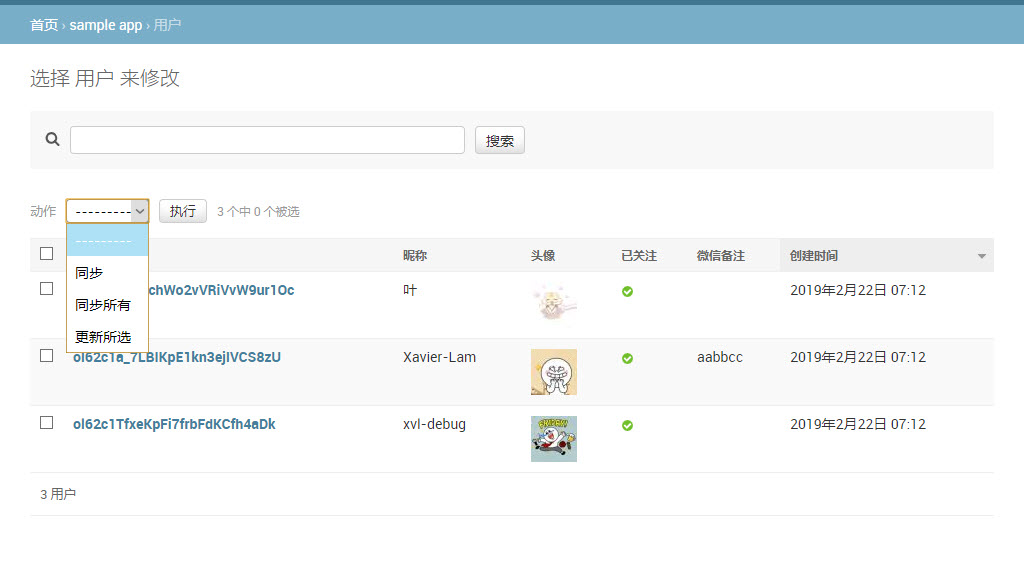 首页 › sample app › 用户
选择 用户 来修改
搜索
动作 --------- 执行 3 个中 0 个被选
---------
同步
同步所有
更新所选
昵称 头像 已关注 微信备注 创建时间
chWo2vVRiVvW9ur1Oc 叶 2019年2月22日 07:12
Xavier-Lam aabbcc 2019年2月22日 07:12
xvl-debug 2019年2月22日 07:12
3 用户